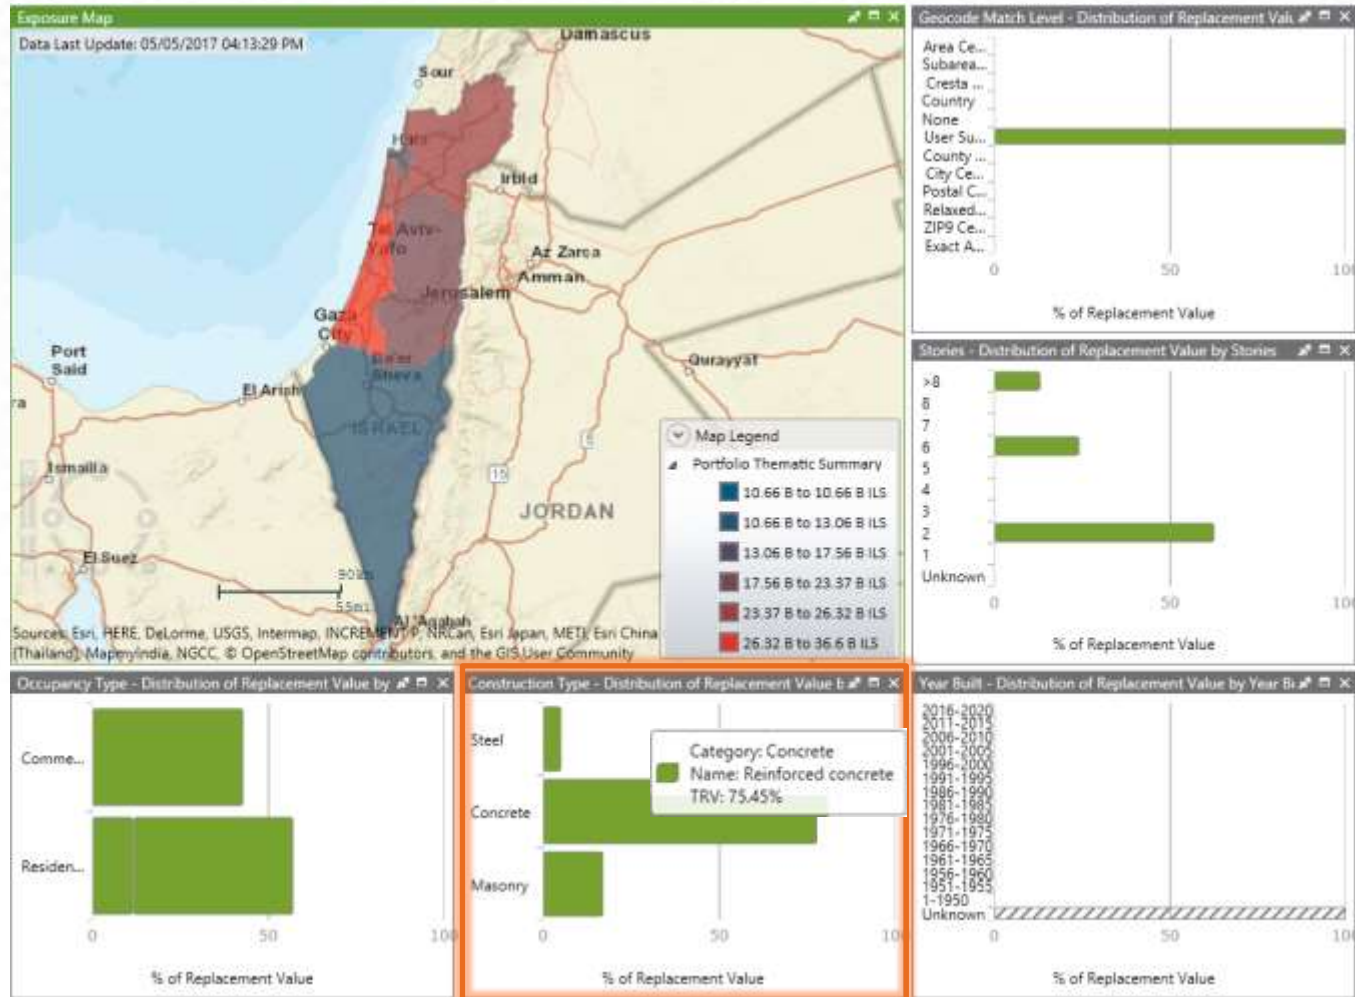 Exposure Map
Data Last Update: 05/05/2017 04:13:29 PM
Damascus
Sour
Haifa
Irbid
Tel Aviv-
Yafo
Az Zarca
Amman
Jerusalem
Gaza
City
Port
Said
Be'er
Sheva
Qurayyat
El Arish
ISRAEL
Ismailia
15
5
JORDAN
El Suez
90km
55mi
Al 'Aqabah
Map Legend
Portfolio Thematic Summary
10.66 B to 10.66 B ILS
10.66 B to 13.06 B ILS
13.06 B to 17.56 B ILS
17.56 B to 23.37 B ILS
23.37 B to 26.32 B ILS
26.32 B to 36.6 B ILS
Sources: Esri, HERE, DeLorme, USGS, Intermap, INCREMENT P, NRCan, Esri Japan, METI, Esri China
(Thailand), MapmyIndia, NGCC, © OpenStreetMap contributors, and the GIS User Community
Geocode Match Level - Distribution of Replacement Valu
Area Ce...
Subarea...
Cresta ...
Country
None
User Su...
County ...
City Ce...
Postal C...
Relaxed...
ZIP9 Ce...
Exact A...
0 50 100
% of Replacement Value
Stories - Distribution of Replacement Value by Stories
>8
8
7
6
5
4
3
2
1
Unknown
0 50 100
% of Replacement Value
Occupancy Type - Distribution of Replacement Value by
Comme...
Residen...
0 50 100
% of Replacement Value
Construction Type - Distribution of Replacement Value b
Steel
Category: Concrete
Name: Reinforced concrete
TRV: 75.45%
Concrete
Masonry
0 50 100
% of Replacement Value
Year Built - Distribution of Replacement Value by Year Bu
2016-2020
2011-2015
2006-2010
2001-2005
1996-2000
1991-1995
1986-1990
1981-1985
1976-1980
1971-1975
1966-1970
1961-1965
1956-1960
1951-1955
1-1950
Unknown
0 50 100
% of Replacement Value